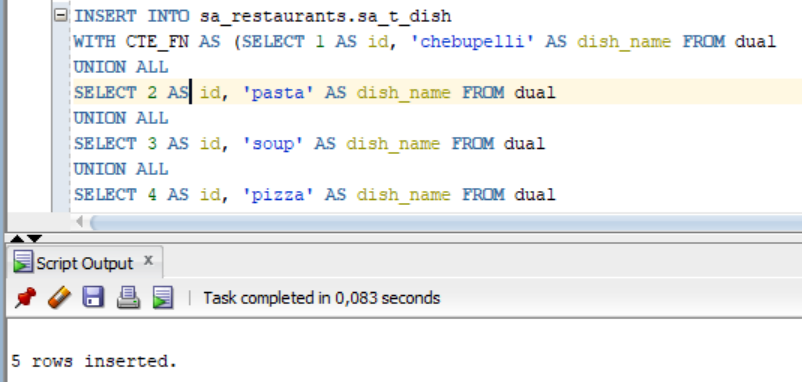 INSERT INTO sa_restaurants.sa_t_dish
WITH CTE_FN AS (SELECT 1 AS id, 'chebupelli' AS dish_name FROM dual
UNION ALL
SELECT 2 AS id, 'pasta' AS dish_name FROM dual
UNION ALL
SELECT 3 AS id, 'soup' AS dish_name FROM dual
UNION ALL
SELECT 4 AS id, 'pizza' AS dish_name FROM dual
Script Output x
Task completed in 0,083 seconds
5 rows inserted.